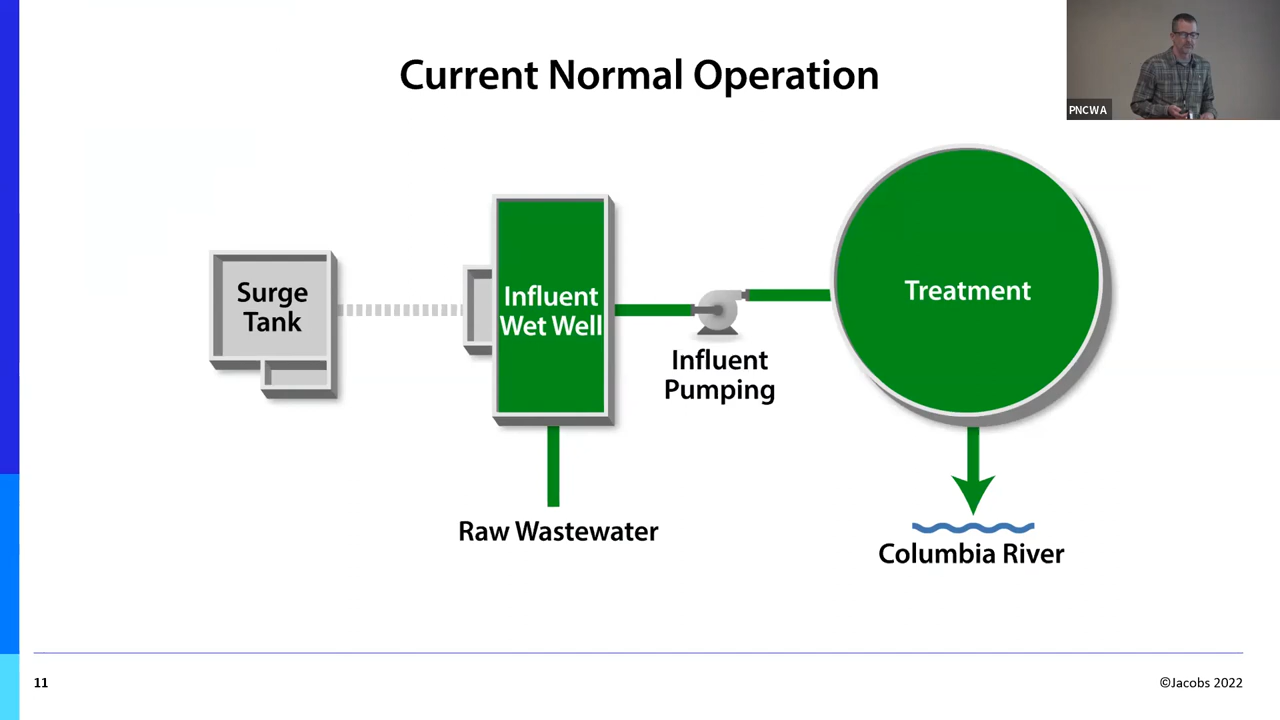 Current Normal Operation
PNCWA
Surge
Tank
Influent
Wet Well
Influent
Pumping
Treatment
Raw Wastewater
Columbia River
11
©Jacobs 2022